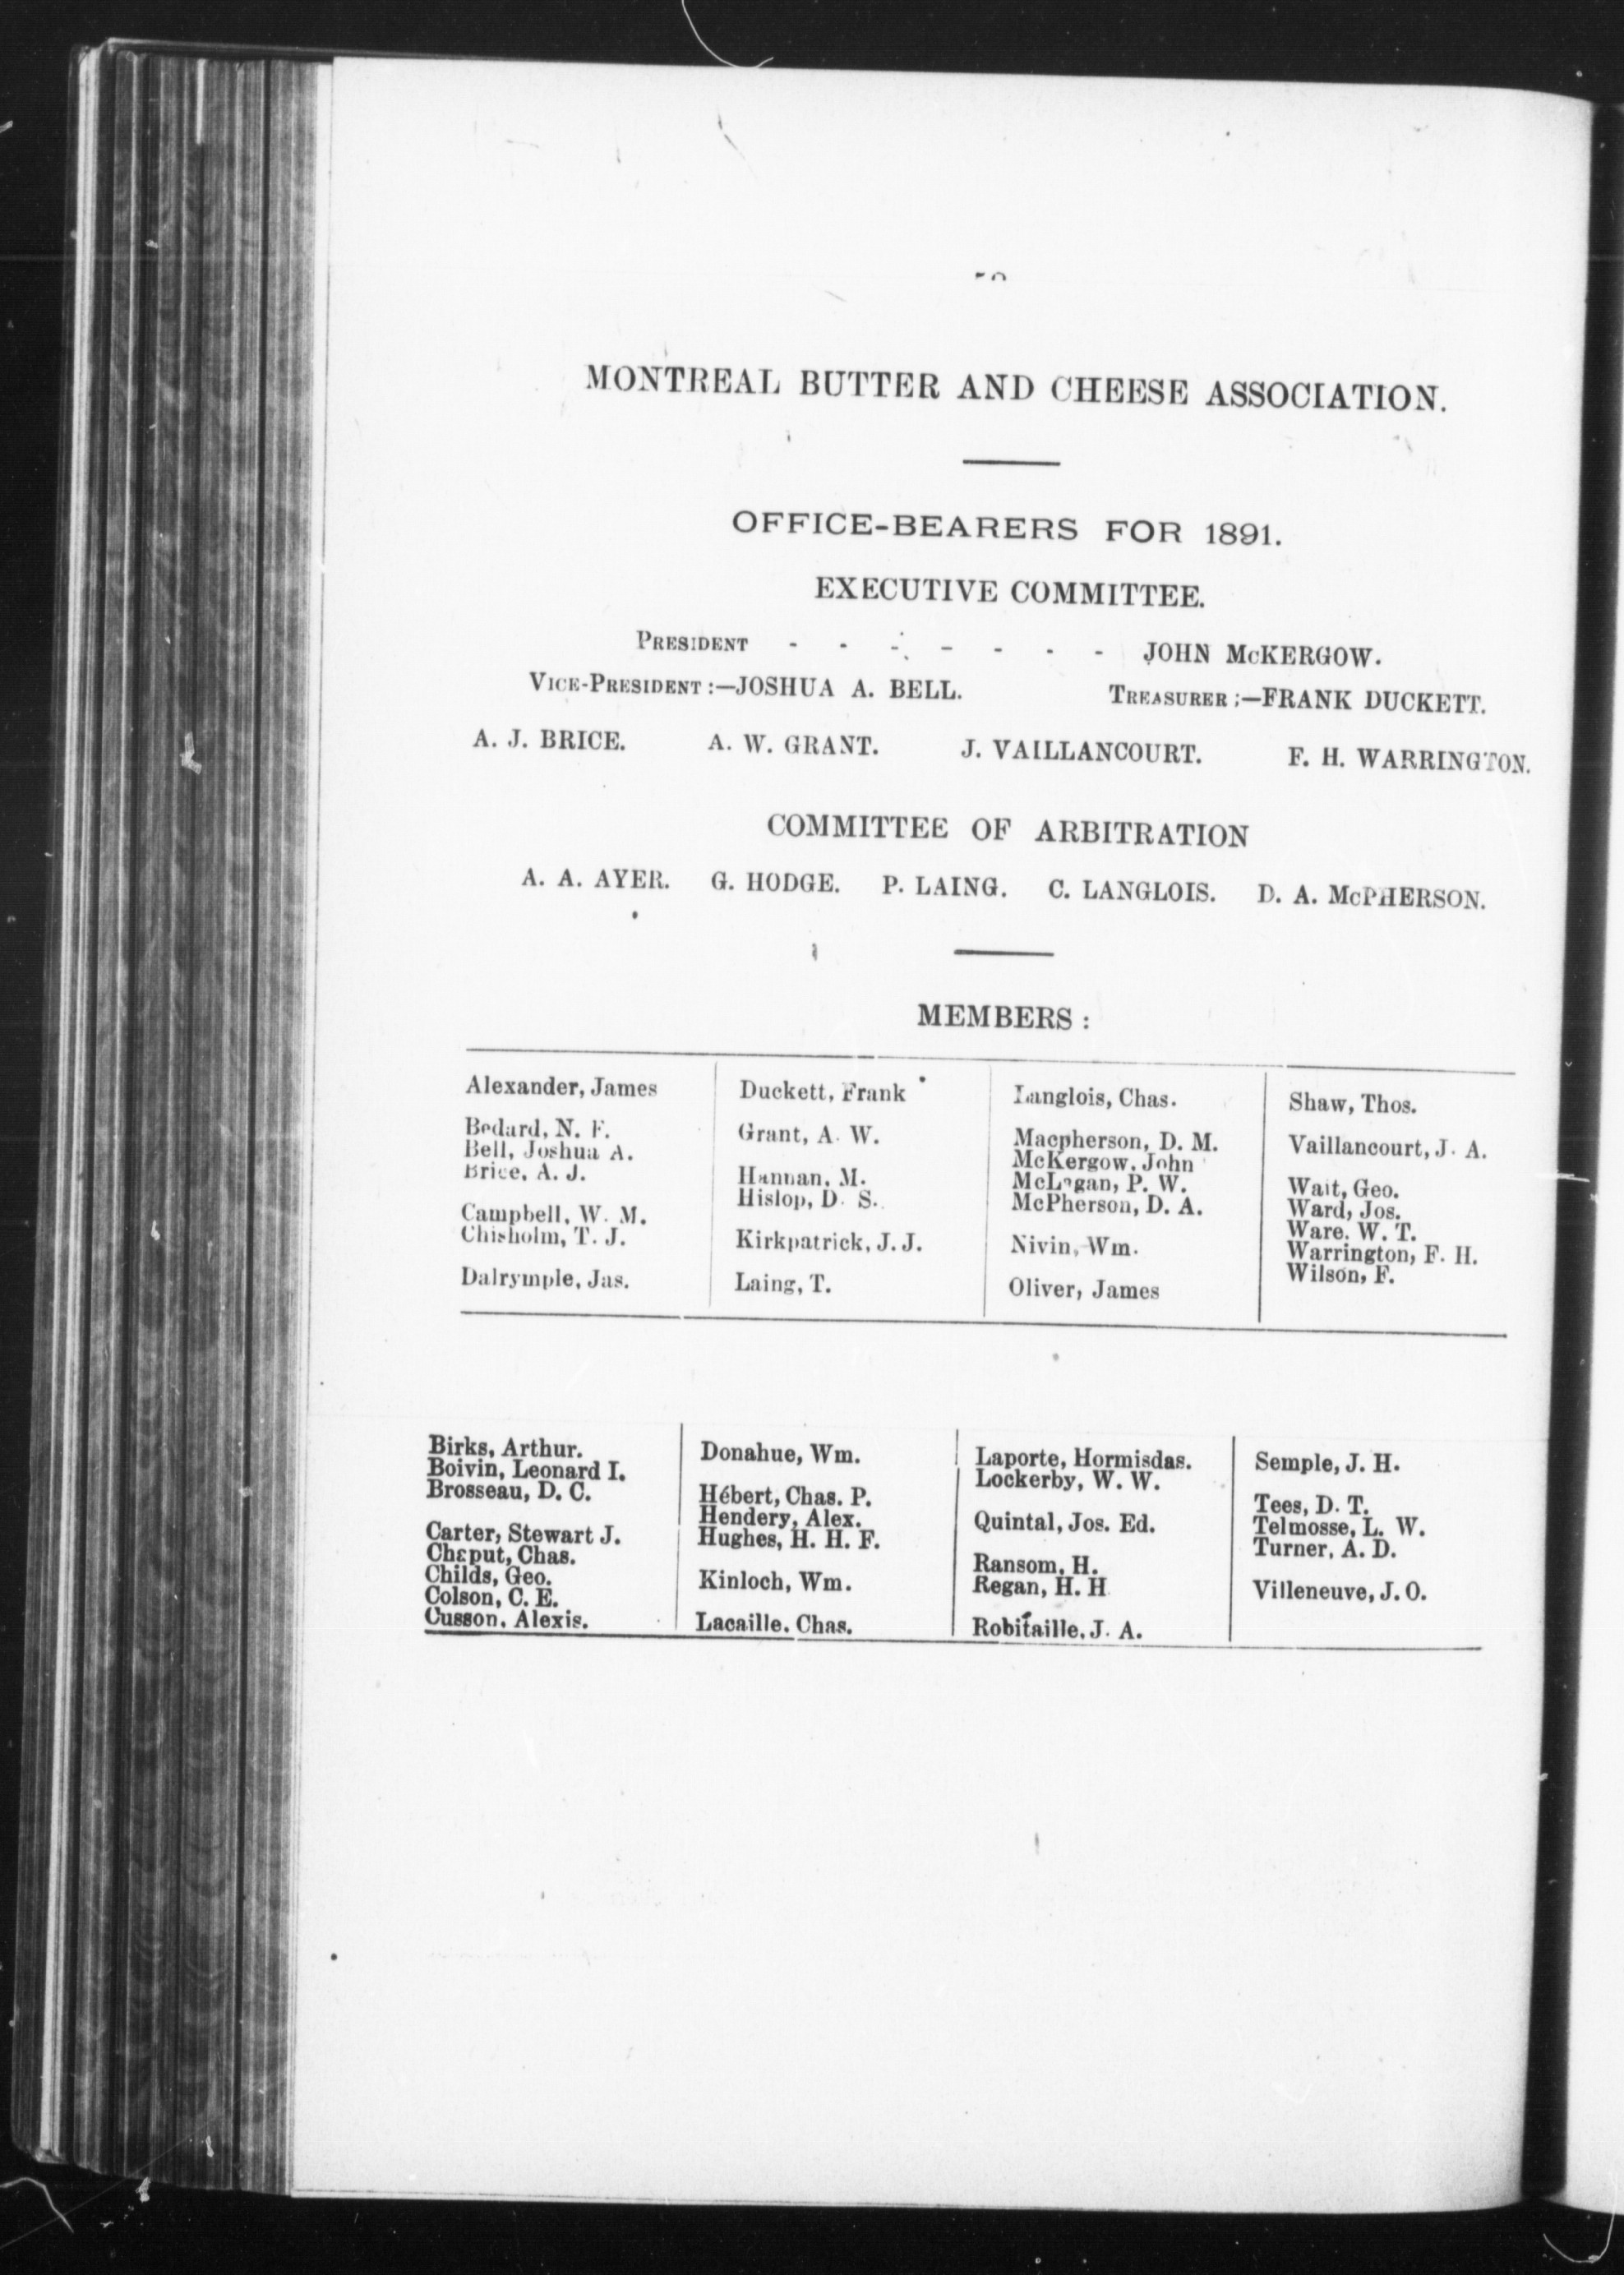 MONTREAL BUTTER AND CHEESE ASSOCIATION.
OFFICE-BEARERS FOR 1891.
EXECUTIVE COMMITTEE.
PRESIDENT - - - - - - - JOHN McKERGOW.
VICE-PRESIDENT:—JOSHUA A. BELL. TREASURER:—FRANK DUCKETT.
A. J. BRICE. A. W. GRANT. J. VAILLANCOURT. F. H. WARRINGTON.
COMMITTEE OF ARBITRATION
A. A. AYER. G. HODGE. P. LAING. C. LANGLOIS. D. A. McPHERSON.
MEMBERS:
Alexander, James
Bedard, N. F.
Bell, Joshua A.
Brice, A. J.
Campbell, W. M.
Chisholm, T. J.
Dalrymple, Jas.
Duckett, Frank
Grant, A. W.
Hannan, M.
Hislop, D. S.
Kirkpatrick, J. J.
Laing, T.
Langlois, Chas.
Macpherson, D. M.
McKergow, John
McLagan, P. W.
McPherson, D. A.
Nivin, Wm.
Oliver, James
Shaw, Thos.
Vaillancourt, J. A.
Wait, Geo.
Ward, Jos.
Ware. W. T.
Warrington, F. H.
Wilson, F.
Birks, Arthur.
Boivin, Leonard I.
Brosseau, D. C.
Carter, Stewart J.
Chaput, Chas.
Childs, Geo.
Colson, C. E.
Cusson, Alexis.
Donahue, Wm.
Hébert, Chas. P.
Hendery, Alex.
Hughes, H. H. F.
Kinloch, Wm.
Lacaille, Chas.
Laporte, Hormisdas.
Lockerby, W. W.
Quintal, Jos. Ed.
Ransom, H.
Regan, H. H
Robitaille, J. A.
Semple, J. H.
Tees, D. T.
Telmosse, L. W.
Turner, A. D.
Villeneuve, J. O.